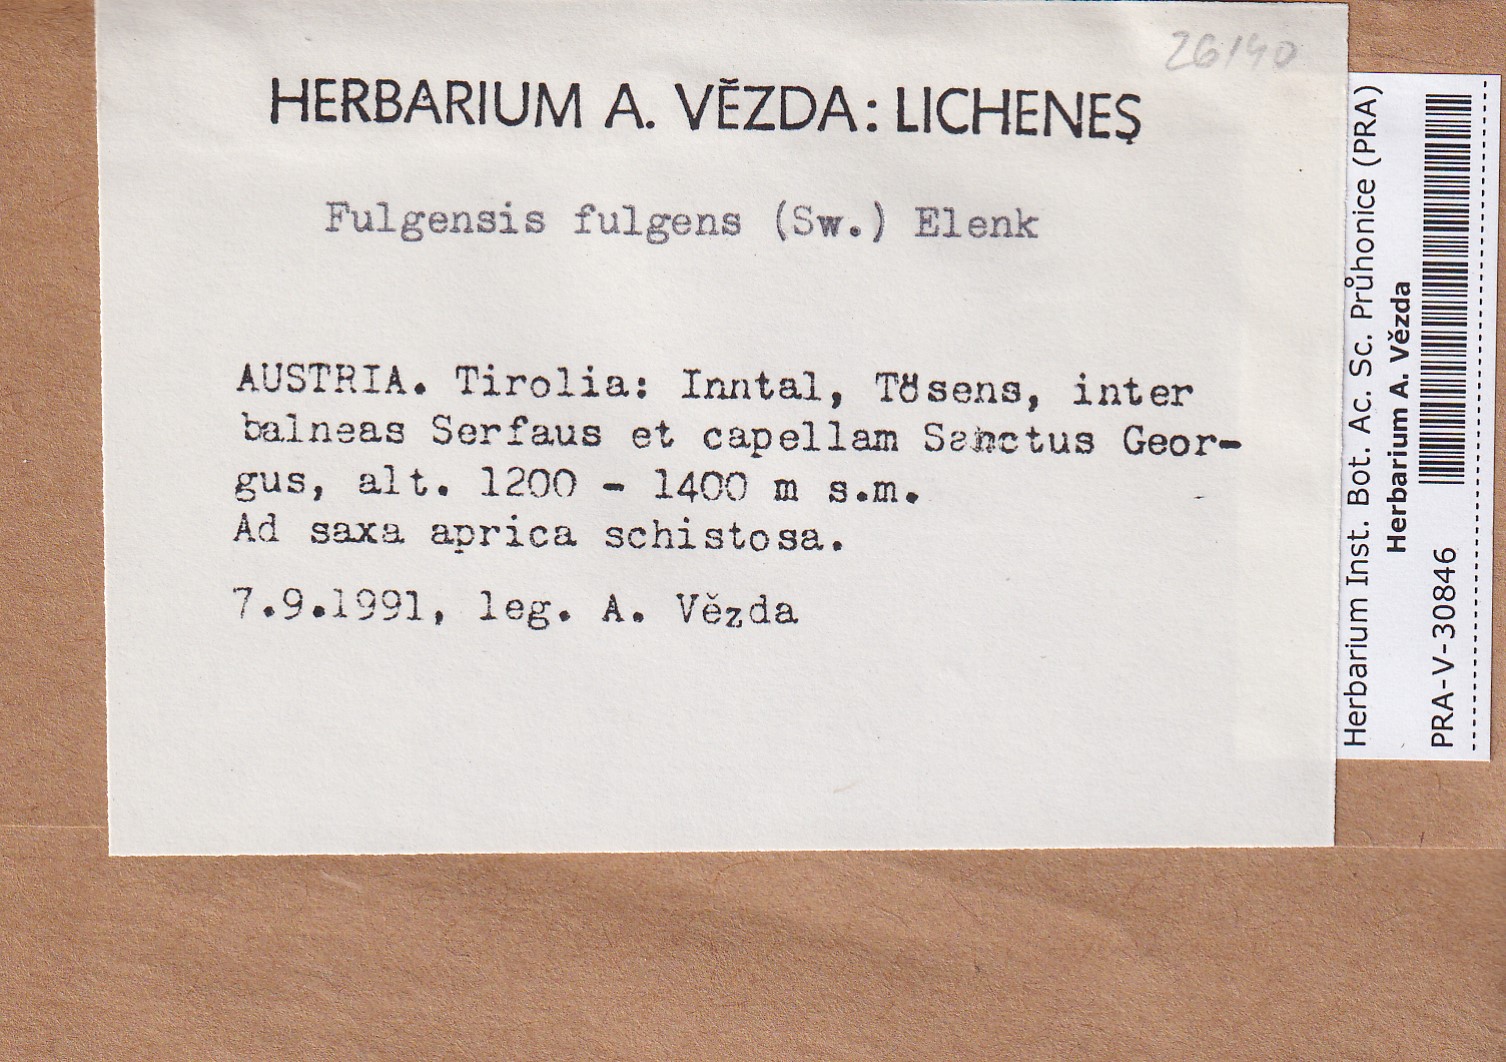 26140
HERBARIUM A. VĚZDA: LICHENES
Fulgensis fulgens (Sw.) Elenk
AUSTRIA. Tirolia: Inntal, Tösens, inter
balneas Serfaus et capellam Sanctus Geor-
gus, alt. 1200 - 1400 m s.m.
Ad saxa aprica schistosa.
7.9.1991, leg. A. Vězda
Herbarium Inst. Bot. Ac. Sc. Průhonice (PRA)
Herbarium A. Vězda
PRA-V-30846